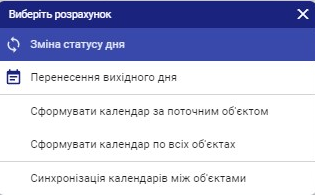 Виберіть розрахунок
Зміна статусу дня
Перенесення вихідного дня
Сформувати календар за поточним об'єктом
Сформувати календар по всіх об'єктах
Синхронізація календарів між об'єктами